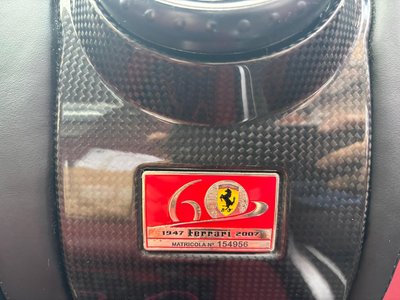 60
1947 Ferrari 2007
MATRICOLA Nº 154956